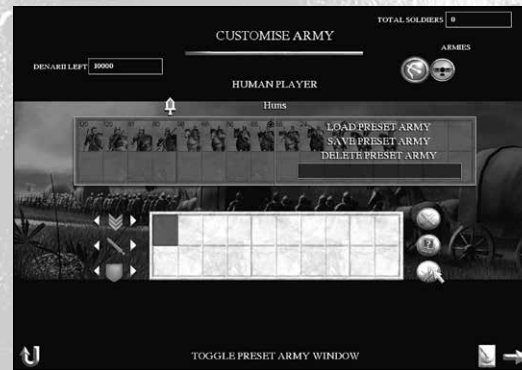 TOTAL SOLDIERS 0
CUSTOMISE ARMY
ARMIES
DENARII LEFT 10000
HUMAN PLAYER
Huns
LOAD PRESET ARMY
SAVE PRESET ARMY
DELETE PRESET ARMY
TOGGLE PRESET ARMY WINDOW